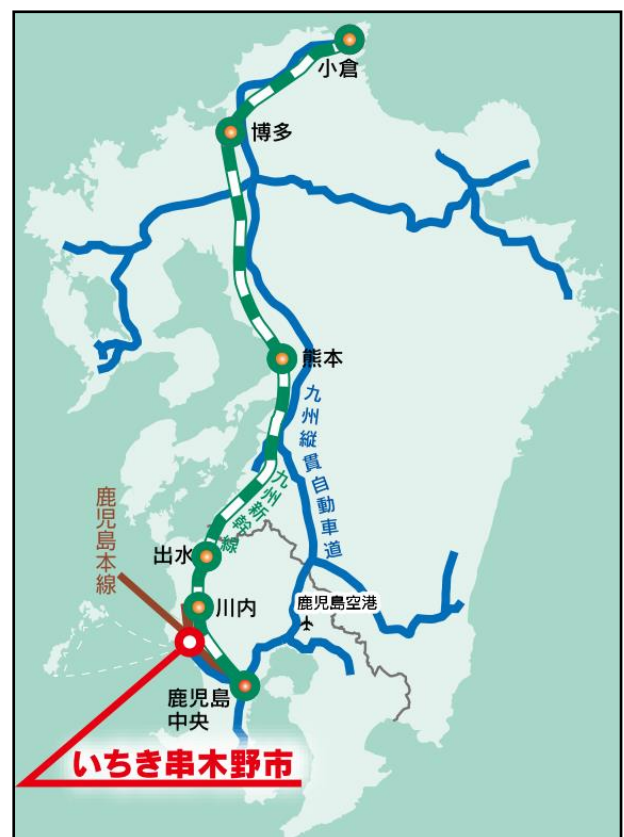 小倉
博多
熊本
九州縦貫自動車道
九州新幹線
鹿児島本線
出水
川内
鹿児島空港
鹿児島
中央
いちき串木野市